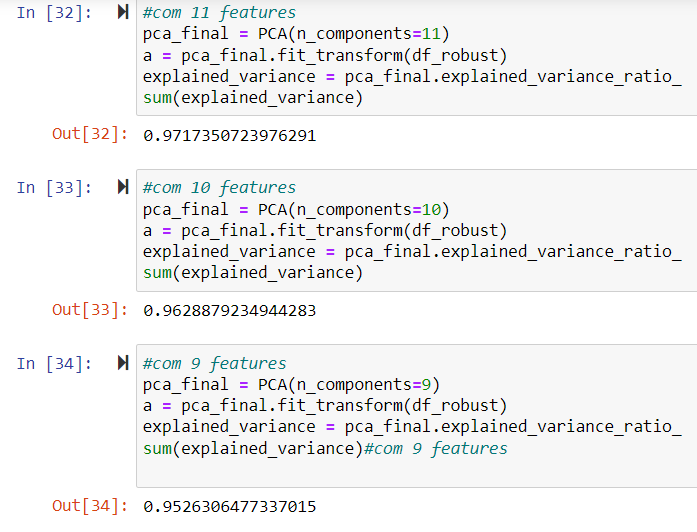 In [32]: #com 11 features
pca_final = PCA(n_components=11)
a = pca_final.fit_transform(df_robust)
explained_variance = pca_final.explained_variance_ratio_
sum(explained_variance)
Out[32]: 0.9717350723976291
In [33]: #com 10 features
pca_final = PCA(n_components=10)
a = pca_final.fit_transform(df_robust)
explained_variance = pca_final.explained_variance_ratio_
sum(explained_variance)
Out[33]: 0.9628879234944283
In [34]: #com 9 features
pca_final = PCA(n_components=9)
a = pca_final.fit_transform(df_robust)
explained_variance = pca_final.explained_variance_ratio_
sum(explained_variance)#com 9 features
Out[34]: 0.9526306477337015